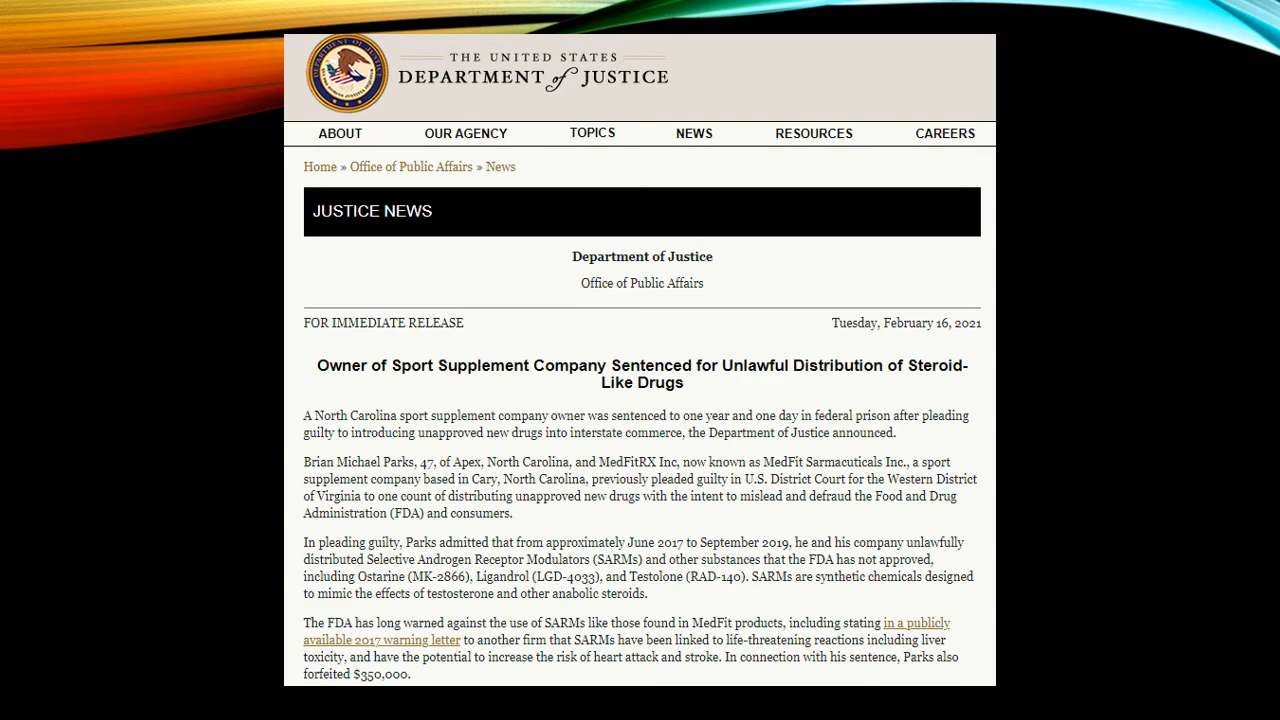 THE UNITED STATES
DEPARTMENT of JUSTICE
ABOUT OUR AGENCY TOPICS NEWS RESOURCES CAREERS
Home » Office of Public Affairs » News
JUSTICE NEWS
Department of Justice
Office of Public Affairs
FOR IMMEDIATE RELEASE Tuesday, February 16, 2021
Owner of Sport Supplement Company Sentenced for Unlawful Distribution of Steroid-
Like Drugs
A North Carolina sport supplement company owner was sentenced to one year and one day in federal prison after pleading
guilty to introducing unapproved new drugs into interstate commerce, the Department of Justice announced.
Brian Michael Parks, 47, of Apex, North Carolina, and MedFitRX Inc, now known as MedFit Sarmaceuticals Inc., a sport
supplement company based in Cary, North Carolina, previously pleaded guilty in U.S. District Court for the Western District
of Virginia to one count of distributing unapproved new drugs with the intent to mislead and defraud the Food and Drug
Administration (FDA) and consumers.
In pleading guilty, Parks admitted that from approximately June 2017 to September 2019, he and his company unlawfully
distributed Selective Androgen Receptor Modulators (SARMs) and other substances that the FDA has not approved,
including Ostarine (MK-2866), Ligandrol (LGD-4033), and Testolone (RAD-140). SARMs are synthetic chemicals designed
to mimic the effects of testosterone and other anabolic steroids.
The FDA has long warned against the use of SARMs like those found in MedFit products, including stating in a publicly
available 2017 warning letter to another firm that SARMs have been linked to life-threatening reactions including liver
toxicity, and have the potential to increase the risk of heart attack and stroke. In connection with his sentence, Parks also
forfeited $350,000.